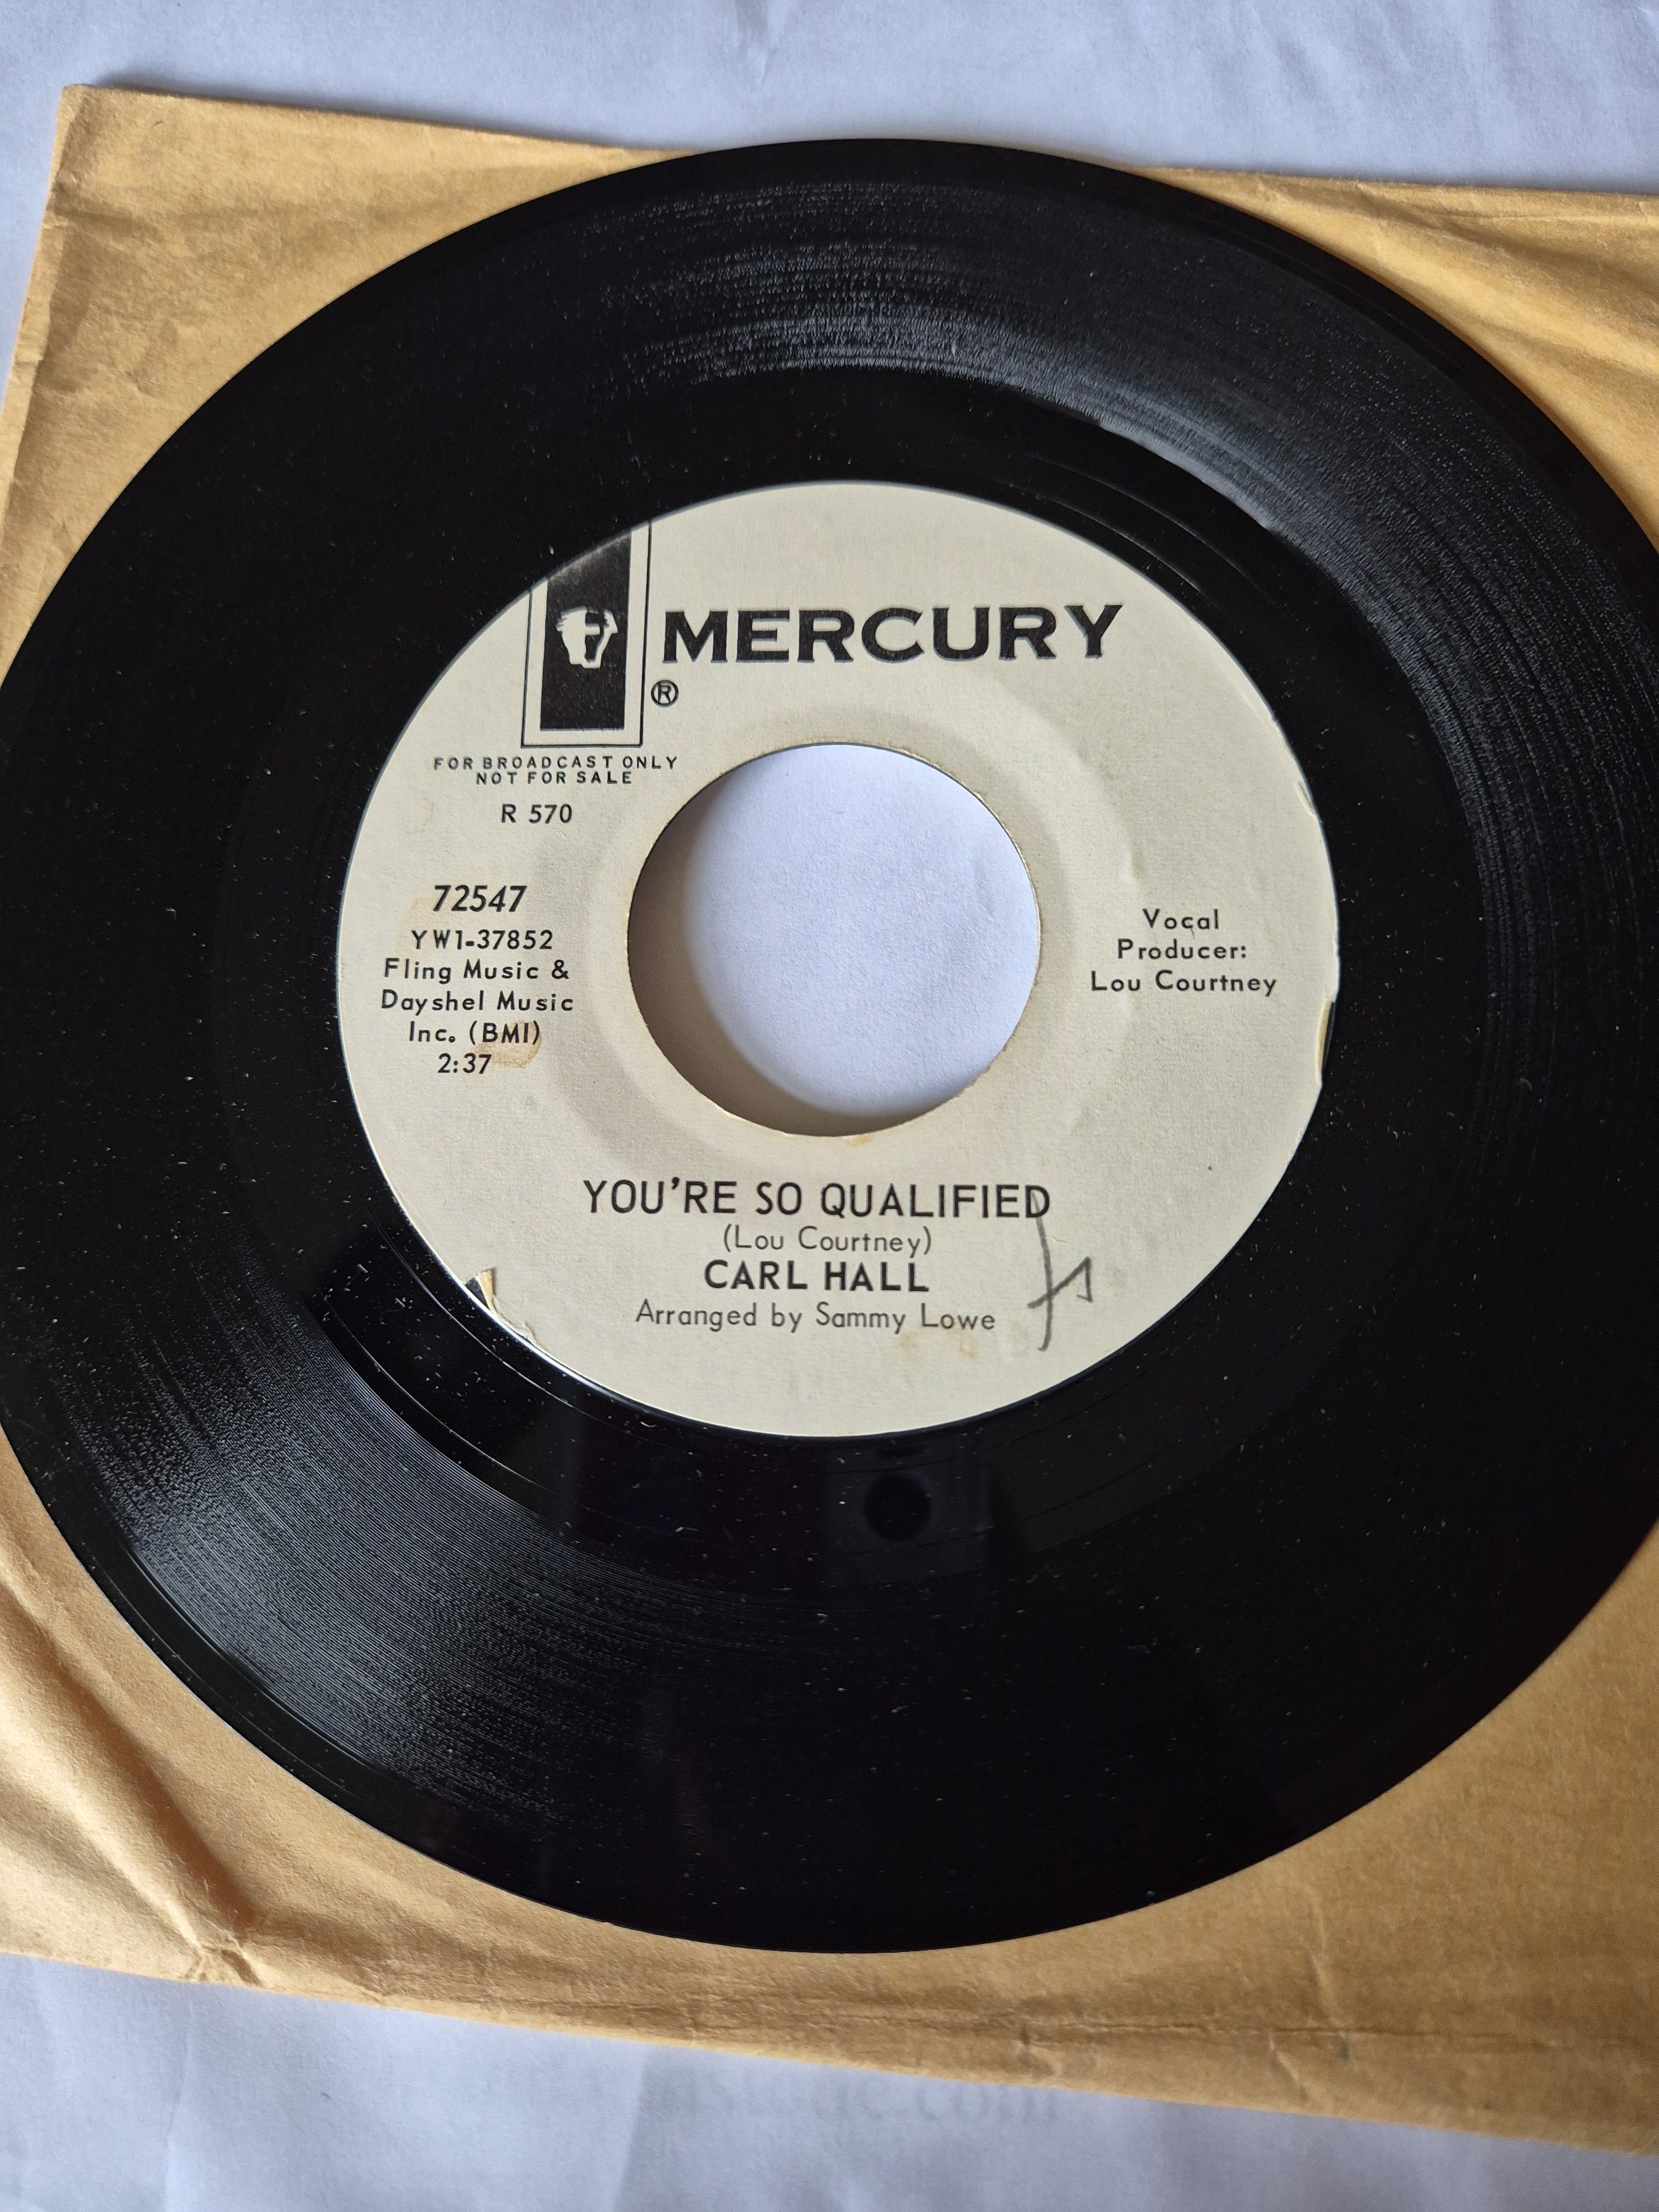 MERCURY
®
FOR BROADCAST ONLY
NOT FOR SALE
R 570
72547
YW1-37852
Fling Music &
Dayshel Music
Inc. (BMI)
2:37
Vocal
Producer:
Lou Courtney
YOU'RE SO QUALIFIED
(Lou Courtney)
CARL HALL
Arranged by Sammy Lowe